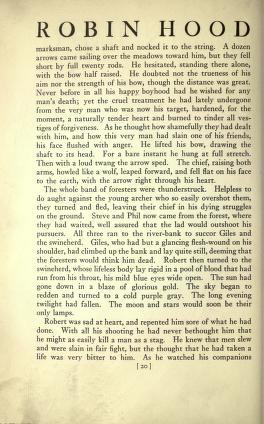 ROBIN HOOD
marksman, chose a shaft and nocked it to the string. A dozen
arrows came sailing over the meadows toward him, but they fell
short by full twenty rods. He hesitated, standing there alone,
with the bow half raised. He doubted not the trueness of his
aim nor the strength of his bow, though the distance was great.
Never before in all his happy boyhood had he wished for any
man's death; yet the cruel treatment he had lately undergone
from the very man who was now his target, hardened, for the
moment, a naturally tender heart and burned to tinder all ves-
tiges of forgiveness. As he thought how shamefully they had dealt
with him, and how this very man had slain one of his friends,
his face flushed with anger. He lifted his bow, drawing the
shaft to its head. For a bare instant he hung at full stretch.
Then with a loud twang the arrow sped. The chief, raising both
arms, howled like a wolf, leaped forward, and fell flat on his face
to the earth, with the arrow right through his heart.
The whole band of foresters were thunderstruck. Helpless to
do aught against the young archer who so easily overshot them,
they turned and fled, leaving their chief in his dying struggles
on the ground. Steve and Phil now came from the forest, where
they had waited, well assured that the lad would outshoot his
pursuers. All three ran to the river-bank to succor Giles and
the swineherd. Giles, who had but a glancing flesh-wound on his
shoulder, had climbed up the bank and lay quite still, deeming that
the foresters would think him dead. Robert then turned to the
swineherd, whose lifeless body lay rigid in a pool of blood that had
run from his throat, his mild blue eyes wide open. The sun had
gone down in a blaze of glorious gold. The sky began to
redden and turned to a cold purple gray. The long evening
twilight had fallen. The moon and stars would soon be their
only lamps.
Robert was sad at heart, and repented him sore of what he had
done. With all his shooting he had never bethought him that
he might as easily kill a man as a stag. He knew that men slew
and were slain in fair fight, but the thought that he had taken a
life was very bitter to him. As he watched his companions
[ 20 ]